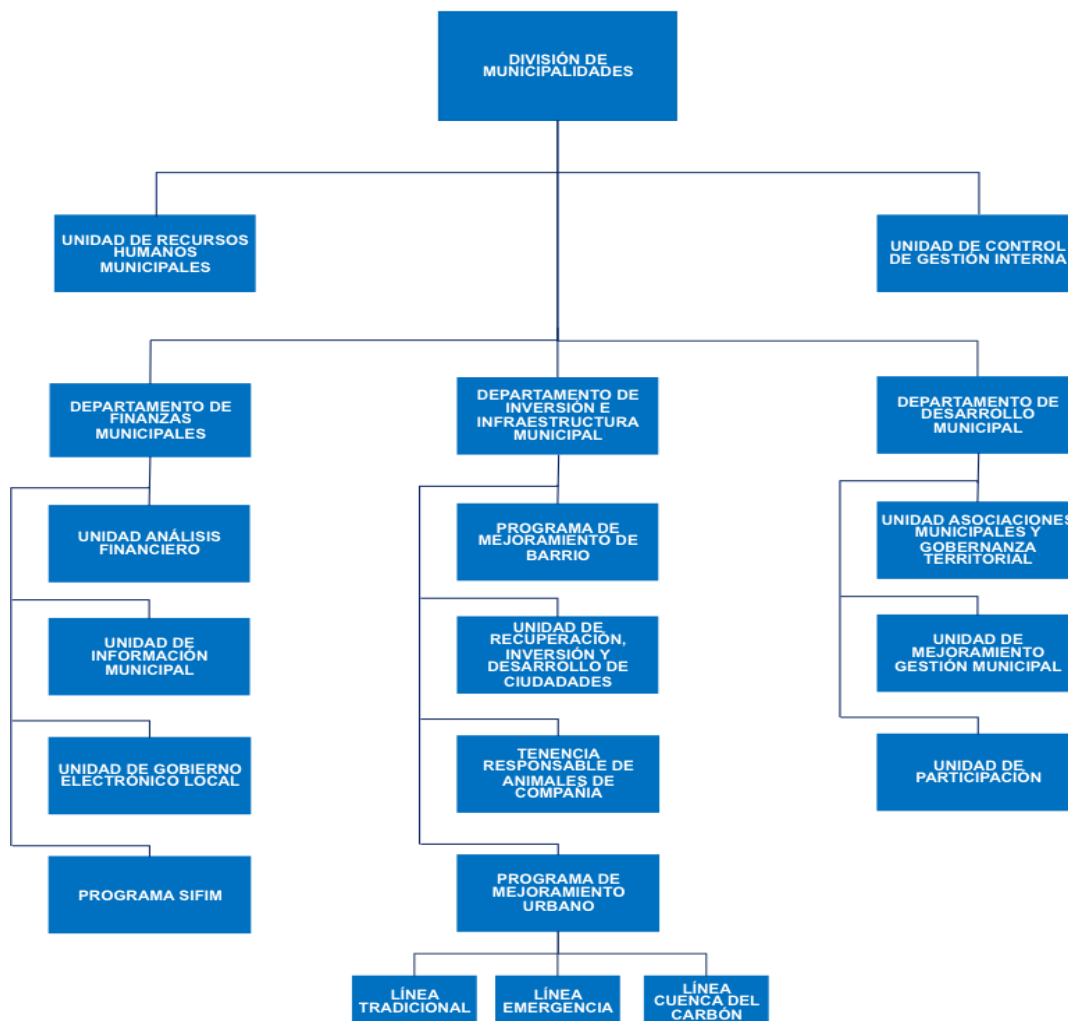 DIVISIÓN DE
MUNICIPALIDADES
UNIDAD DE RECURSOS
HUMANOS
MUNICIPALES
UNIDAD DE CONTROL
DE GESTIÓN INTERNA
DEPARTAMENTO DE
FINANZAS
MUNICIPALES
DEPARTAMENTO DE
INVERSIÓN E
INFRAESTRUCTURA
MUNICIPAL
DEPARTAMENTO DE
DESARROLLO
MUNICIPAL
UNIDAD ANÁLISIS
FINANCIERO
PROGRAMA DE
MEJORAMIENTO DE
BARRIO
UNIDAD ASOCIACIONES
MUNICIPALES Y
GOBERNANZA
TERRITORIAL
UNIDAD DE
INFORMACIÓN
MUNICIPAL
UNIDAD DE
RECUPERACIÓN,
INVERSIÓN Y
DESARROLLO DE
CIUDADADES
UNIDAD DE
MEJORAMIENTO
GESTIÓN MUNICIPAL
UNIDAD DE GOBIERNO
ELECTRÓNICO LOCAL
TENENCIA
RESPONSABLE DE
ANIMALES DE
COMPAÑÍA
UNIDAD DE
PARTICIPACIÓN
PROGRAMA SIFIM
PROGRAMA DE
MEJORAMIENTO
URBANO
LÍNEA
TRADICIONAL
LÍNEA
EMERGENCIA
LÍNEA
CUENCA DEL
CARBÓN